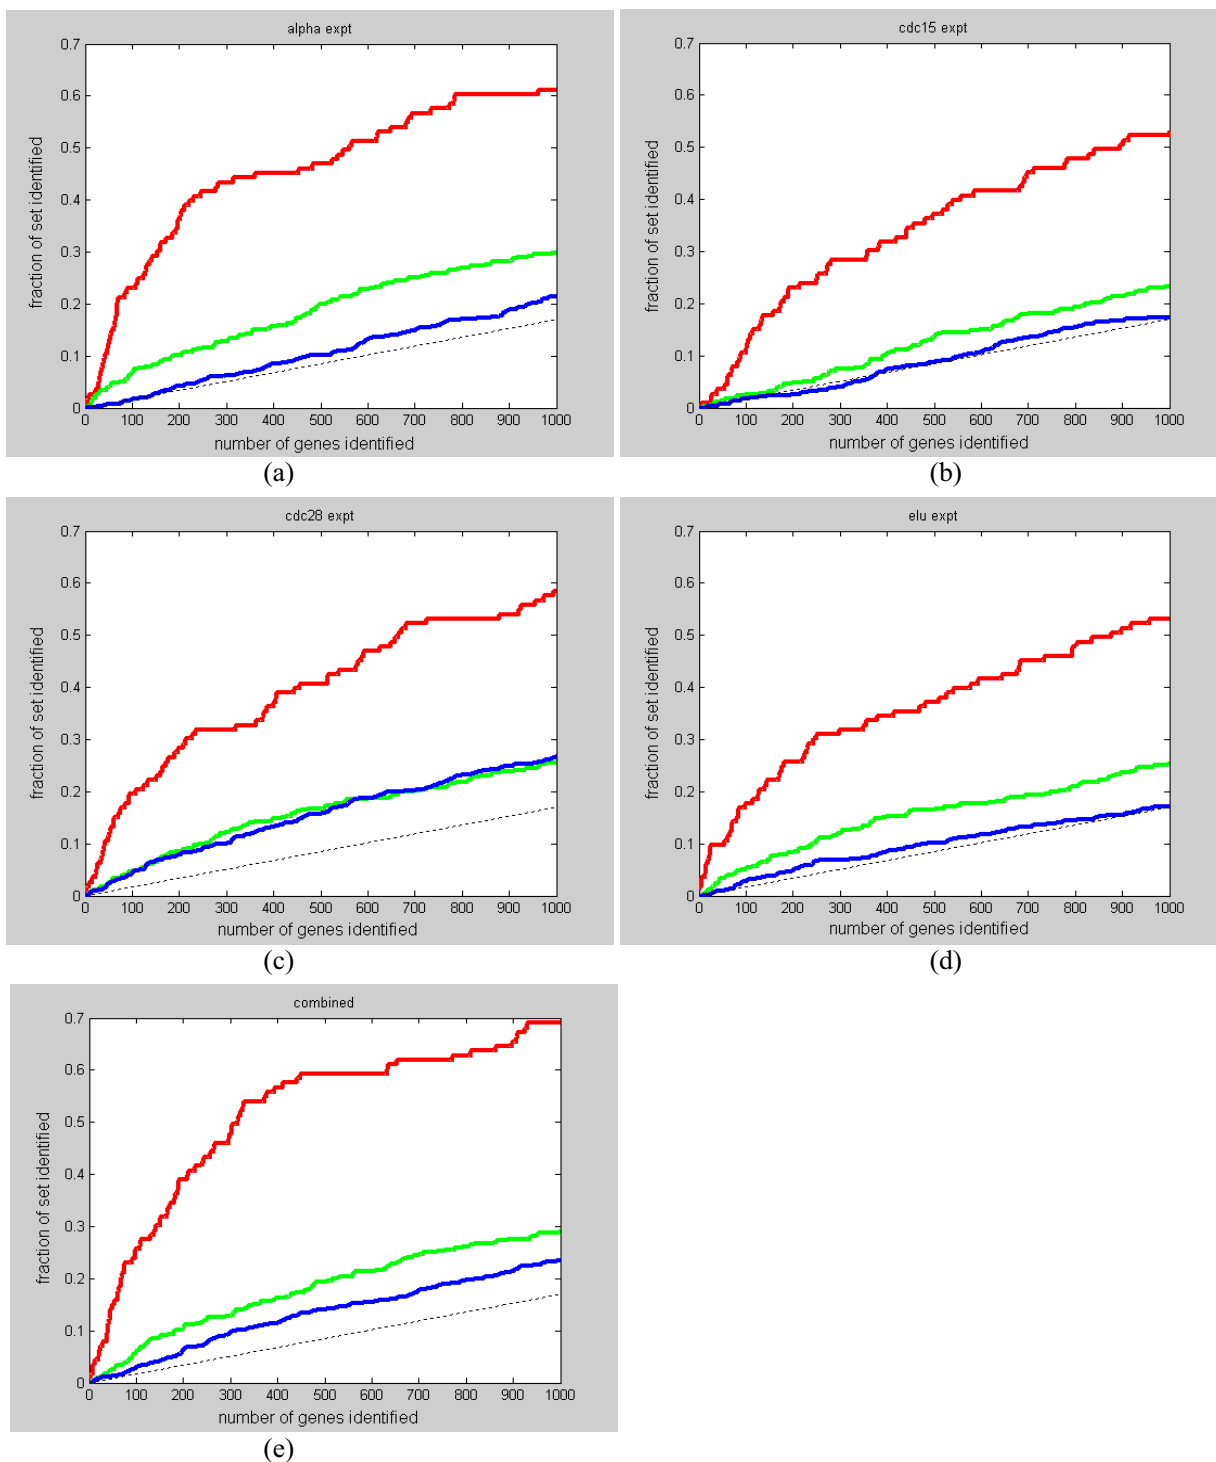 alpha expt
0.7
0.6
0.5
0.4
0.3
0.2
0.1
0
fraction of set identified
0 100 200 300 400 500 600 700 800 900 1000
number of genes identified
(a)
cdc15 expt
0.7
0.6
0.5
0.4
0.3
0.2
0.1
0
fraction of set identified
0 100 200 300 400 500 600 700 800 900 1000
number of genes identified
(b)
cdc28 expt
0.7
0.6
0.5
0.4
0.3
0.2
0.1
0
fraction of set identified
0 100 200 300 400 500 600 700 800 900 1000
number of genes identified
(c)
elu expt
0.7
0.6
0.5
0.4
0.3
0.2
0.1
0
fraction of set identified
0 100 200 300 400 500 600 700 800 900 1000
number of genes identified
(d)
combined
0.7
0.6
0.5
0.4
0.3
0.2
0.1
0
fraction of set identified
0 100 200 300 400 500 600 700 800 900 1000
number of genes identified
(e)